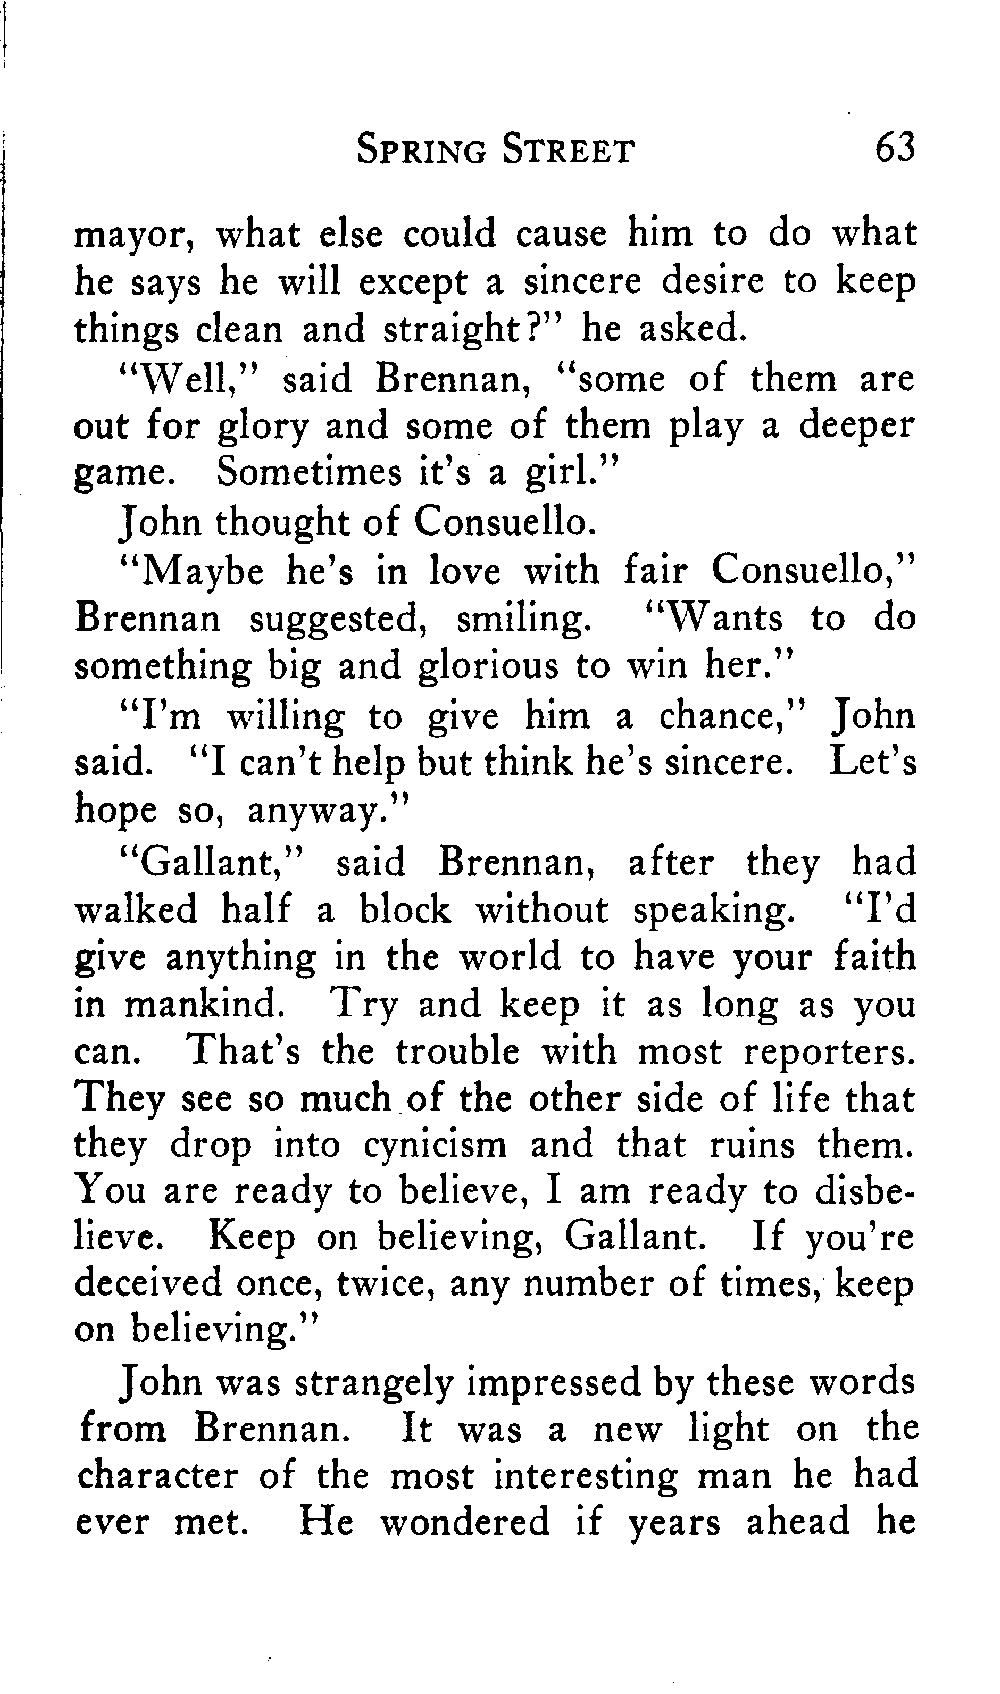 SPRING STREET 63
mayor, what else could cause him to do what
he says he will except a sincere desire to keep
things clean and straight?" he asked.
"Well," said Brennan, "some of them are
out for glory and some of them play a deeper
game. Sometimes it's a girl."
John thought of Consuello.
"Maybe he's in love with fair Consuello,"
Brennan suggested, smiling. "Wants to do
something big and glorious to win her."
"I'm willing to give him a chance," John
said. "I can't help but think he's sincere. Let's
hope so, anyway."
"Gallant," said Brennan, after they had
walked half a block without speaking. "I'd
give anything in the world to have your faith
in mankind. Try and keep it as long as you
can. That's the trouble with most reporters.
They see so much of the other side of life that
they drop into cynicism and that ruins them.
You are ready to believe, I am ready to disbe-
lieve. Keep on believing, Gallant. If you're
deceived once, twice, any number of times, keep
on believing."
John was strangely impressed by these words
from Brennan. It was a new light on the
character of the most interesting man he had
ever met. He wondered if years ahead he